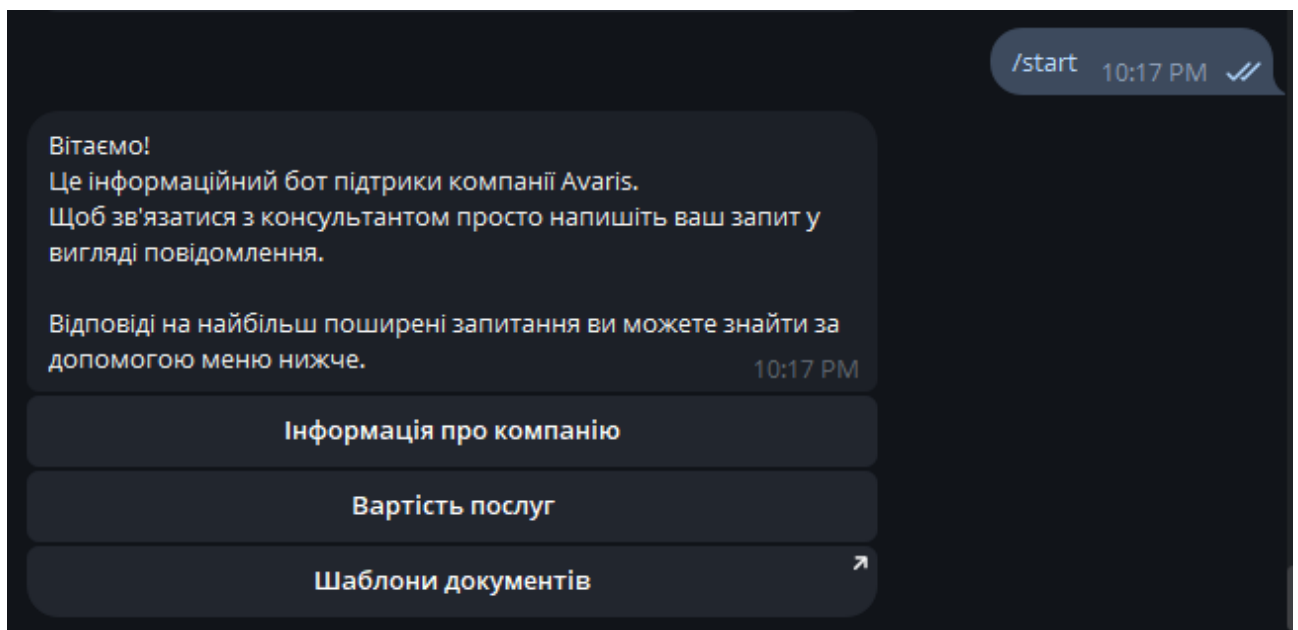 /start 10:17 PM
Вітаємо!
Це інформаційний бот підтрики компанії Avaris.
Щоб зв'язатися з консультантом просто напишіть ваш запит у
вигляді повідомлення.
Відповіді на найбільш поширені запитання ви можете знайти за
допомогою меню нижче.
10:17 PM
Інформація про компанію
Вартість послуг
Шаблони документів